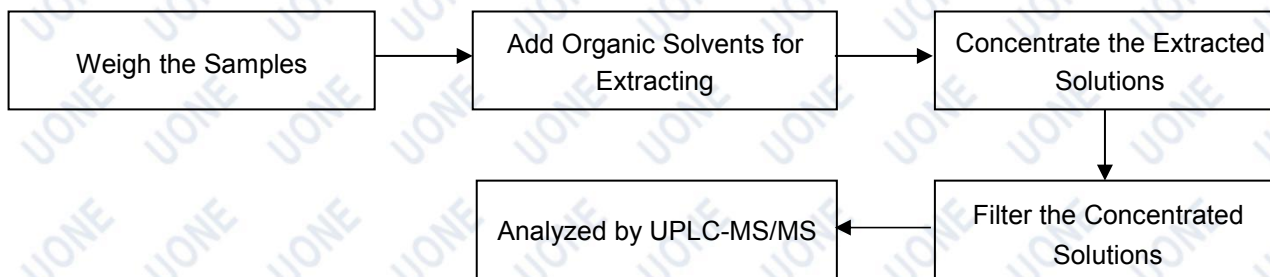 Weigh the Samples
Add Organic Solvents for
Extracting
Concentrate the Extracted
Solutions
Filter the Concentrated
Solutions
Analyzed by UPLC-MS/MS
UONE